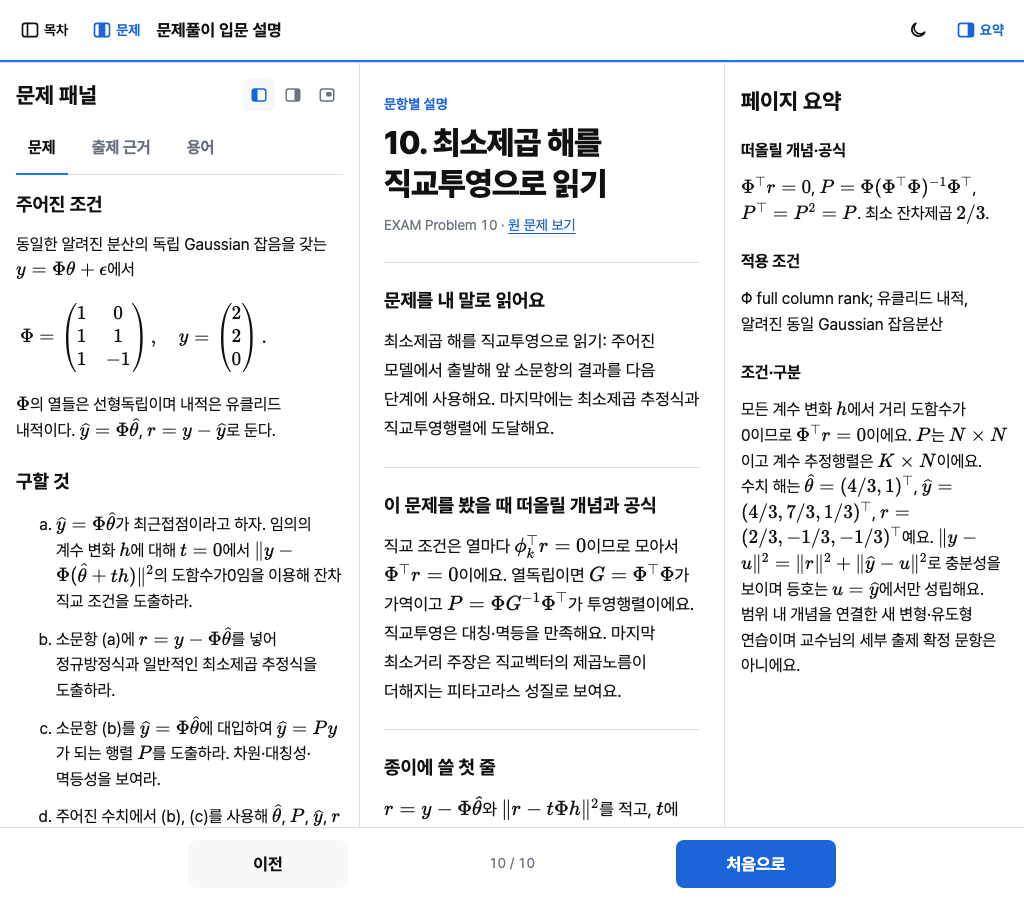 목차 문제 문제풀이 입문 설명 요약
문제 패널
문제 출제 근거 용어
주어진 조건
동일한 알려진 분산의 독립 Gaussian 잡음을 갖는
y = Φθ + ϵ에서
Φ = (1 0; 1 1; 1 −1), y = (2; 2; 0).
Φ의 열들은 선형독립이며 내적은 유클리드
내적이다. ŷ = Φθ̂, r = y − ŷ로 둔다.
구할 것
a. ŷ = Φθ̂가 최근접점이라고 하자. 임의의
계수 변화 h에 대해 t = 0에서 ∥y −
Φ(θ̂ + th)∥²의 도함수가0임을 이용해 잔차
직교 조건을 도출하라.
b. 소문항 (a)에 r = y − Φθ̂를 넣어
정규방정식과 일반적인 최소제곱 추정식을
도출하라.
c. 소문항 (b)를 ŷ = Φθ̂에 대입하여 ŷ = Py
가 되는 행렬 P를 도출하라. 차원·대칭성·
멱등성을 보여라.
d. 주어진 수치에서 (b), (c)를 사용해 θ̂, P, ŷ, r
문항별 설명
10. 최소제곱 해를
직교투영으로 읽기
EXAM Problem 10 · 원 문제 보기
문제를 내 말로 읽어요
최소제곱 해를 직교투영으로 읽기: 주어진
모델에서 출발해 앞 소문항의 결과를 다음
단계에 사용해요. 마지막에는 최소제곱 추정식과
직교투영행렬에 도달해요.
이 문제를 봤을 때 떠올릴 개념과 공식
직교 조건은 열마다 ϕₖ⊤r = 0이므로 모아서
Φ⊤r = 0이에요. 열독립이면 G = Φ⊤Φ가
가역이고 P = ΦG⁻¹Φ⊤가 투영행렬이에요.
직교투영은 대칭·멱등을 만족해요. 마지막
최소거리 주장은 직교벡터의 제곱노름이
더해지는 피타고라스 성질로 보여요.
종이에 쓸 첫 줄
r = y − Φθ̂와 ∥r − tΦh∥²를 적고, t에
페이지 요약
떠올릴 개념·공식
Φ⊤r = 0, P = Φ(Φ⊤Φ)⁻¹Φ⊤,
P⊤ = P² = P. 최소 잔차제곱 2/3.
적용 조건
Φ full column rank; 유클리드 내적,
알려진 동일 Gaussian 잡음분산
조건·구분
모든 계수 변화 h에서 거리 도함수가
0이므로 Φ⊤r = 0이에요. P는 N × N
이고 계수 추정행렬은 K × N이에요.
수치 해는 θ̂ = (4/3, 1)⊤, ŷ =
(4/3, 7/3, 1/3)⊤, r =
(2/3, −1/3, −1/3)⊤예요. ∥y −
u∥² = ∥r∥² + ∥ŷ − u∥²로 충분성을
보이며 등호는 u = ŷ에서만 성립해요.
범위 내 개념을 연결한 새 변형·유도형
연습이며 교수님의 세부 출제 확정 문항은
아니에요.
이전 10 / 10 처음으로